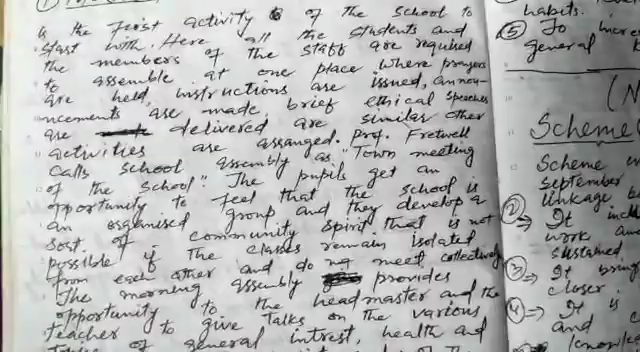 is the first activity of the school to
start with. Here all the students and
the members of the staff are required
to assemble at one place where prayers
are held, instructions are issued, announ-
ncements are made, brief ethical speeches
are delivered are similar other
activities are assanged. Prof. Fretwell
calls school assembly as "Town meeting
of the School". The pupils get an
opportunity to feel that the school is
an organised group and they develop a
sort of community spirit that is not
possible if the classes remain isolated
from each other and do not meet collectively
The morning assembly provides
opportunity to the headmaster and the
teacher to give talks on the various
of general intrest, health and
habits.
⑤ To
general
Scheme
Scheme
September
linkage
② → It
work and
sustained
③ → It
closer.
④ → It is
and